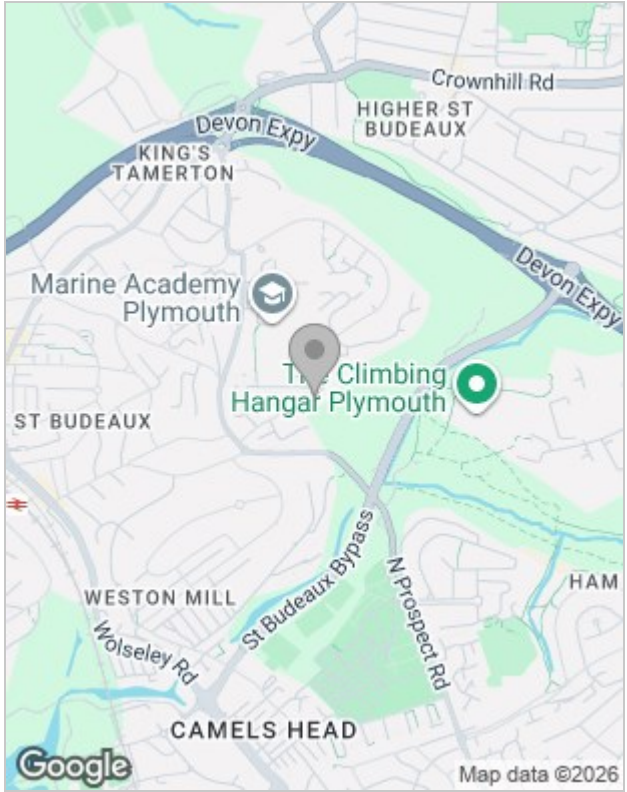 Crownhill Rd
HIGHER ST
BUDEAUX
Devon Expy
KING'S
TAMERTON
Devon Expy
Marine Academy
Plymouth
The Climbing
Hangar Plymouth
ST BUDEAUX
St Budeaux Bypass
N Prospect Rd
HAM
WESTON MILL
Wolseley Rd
CAMELS HEAD
Google
Map data ©2026